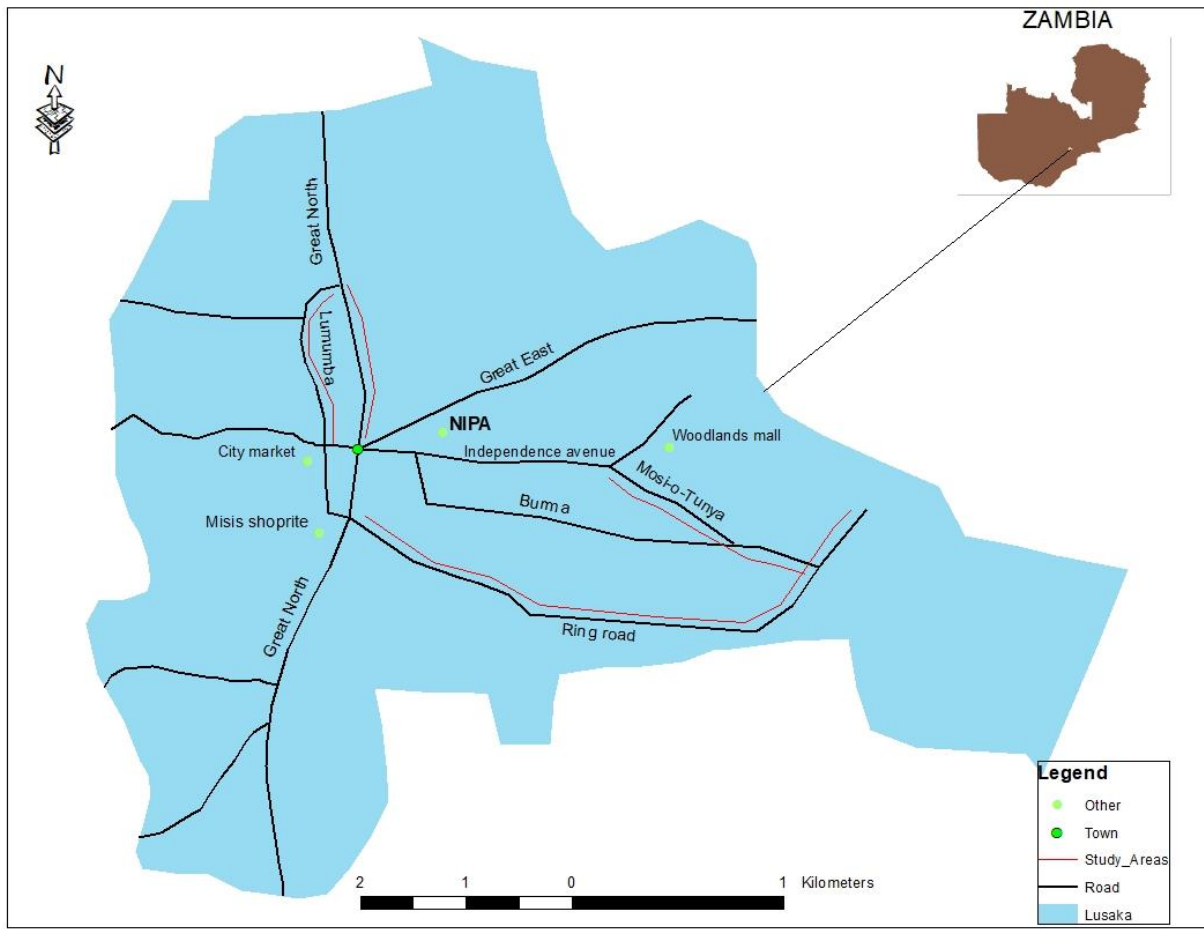 ZAMBIA
N
Great North
Lumumba
Great East
NIPA
Independence avenue
Woodlands mall
City market
Mosi-o-Tunya
Burma
Misis shoprite
Great North
Ring road
Legend
Other
Town
Study_Areas
Road
Lusaka
2 1 0 1 Kilometers